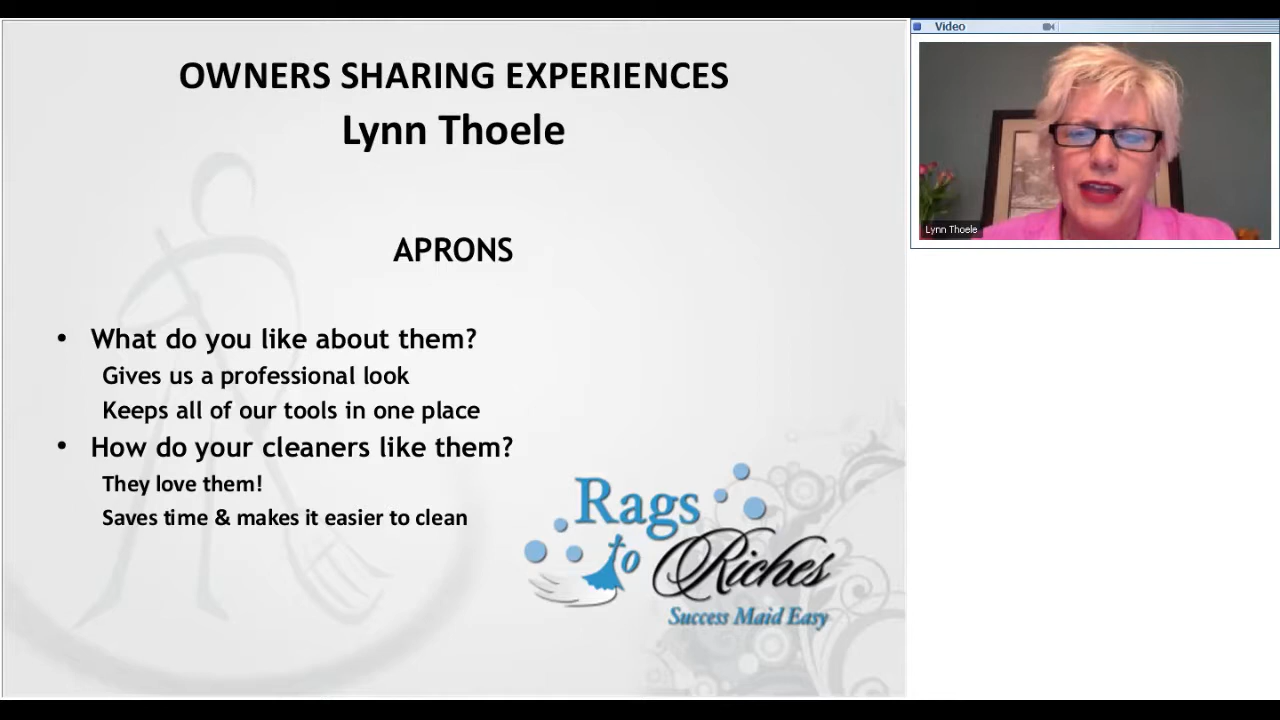 OWNERS SHARING EXPERIENCES
Lynn Thoele
APRONS
• What do you like about them?
Gives us a professional look
Keeps all of our tools in one place
• How do your cleaners like them?
They love them!
Saves time & makes it easier to clean
Rags
to Riches
Success Maid Easy
Video
Lynn Thoele